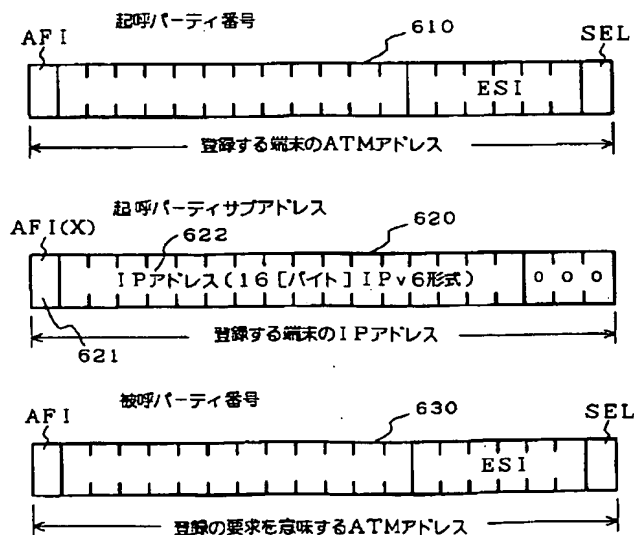 起呼パーティ番号
AFI
610
SEL
ESI
登録する端末のATMアドレス
起呼パーティサブアドレス
AFI(X)
622
620
IPアドレス(16[バイト]IPv6形式)
0 0 0
621
登録する端末のIPアドレス
被呼パーティ番号
AFI
630
SEL
ESI
登録の要求を意味するATMアドレス